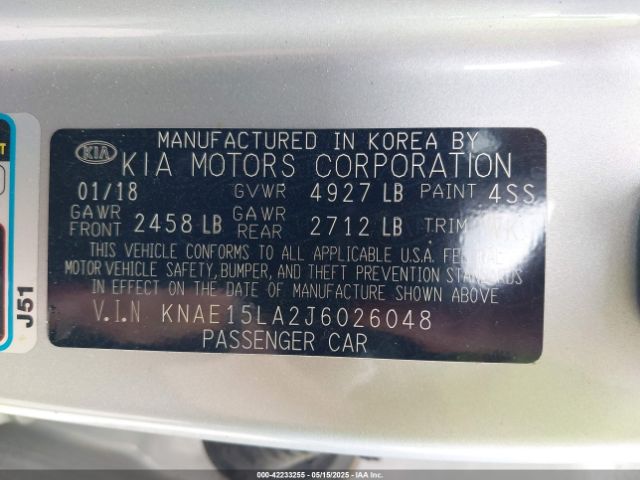 KIA
MANUFACTURED IN KOREA BY
KIA MOTORS CORPORATION
01/18 GVWR 4927 LB PAINT 4SS
GAWR FRONT 2458 LB GAWR REAR 2712 LB TRIM WK
THIS VEHICLE CONFORMS TO ALL APPLICABLE U.S.A. FEDERAL
MOTOR VEHICLE SAFETY, BUMPER, AND THEFT PREVENTION STANDARDS
IN EFFECT ON THE DATE OF MANUFACTURE SHOWN ABOVE
V.I.N KNAE15LA2J6026048
PASSENGER CAR
J51
000-42233255 - 05/15/2025 - IAAC.COM